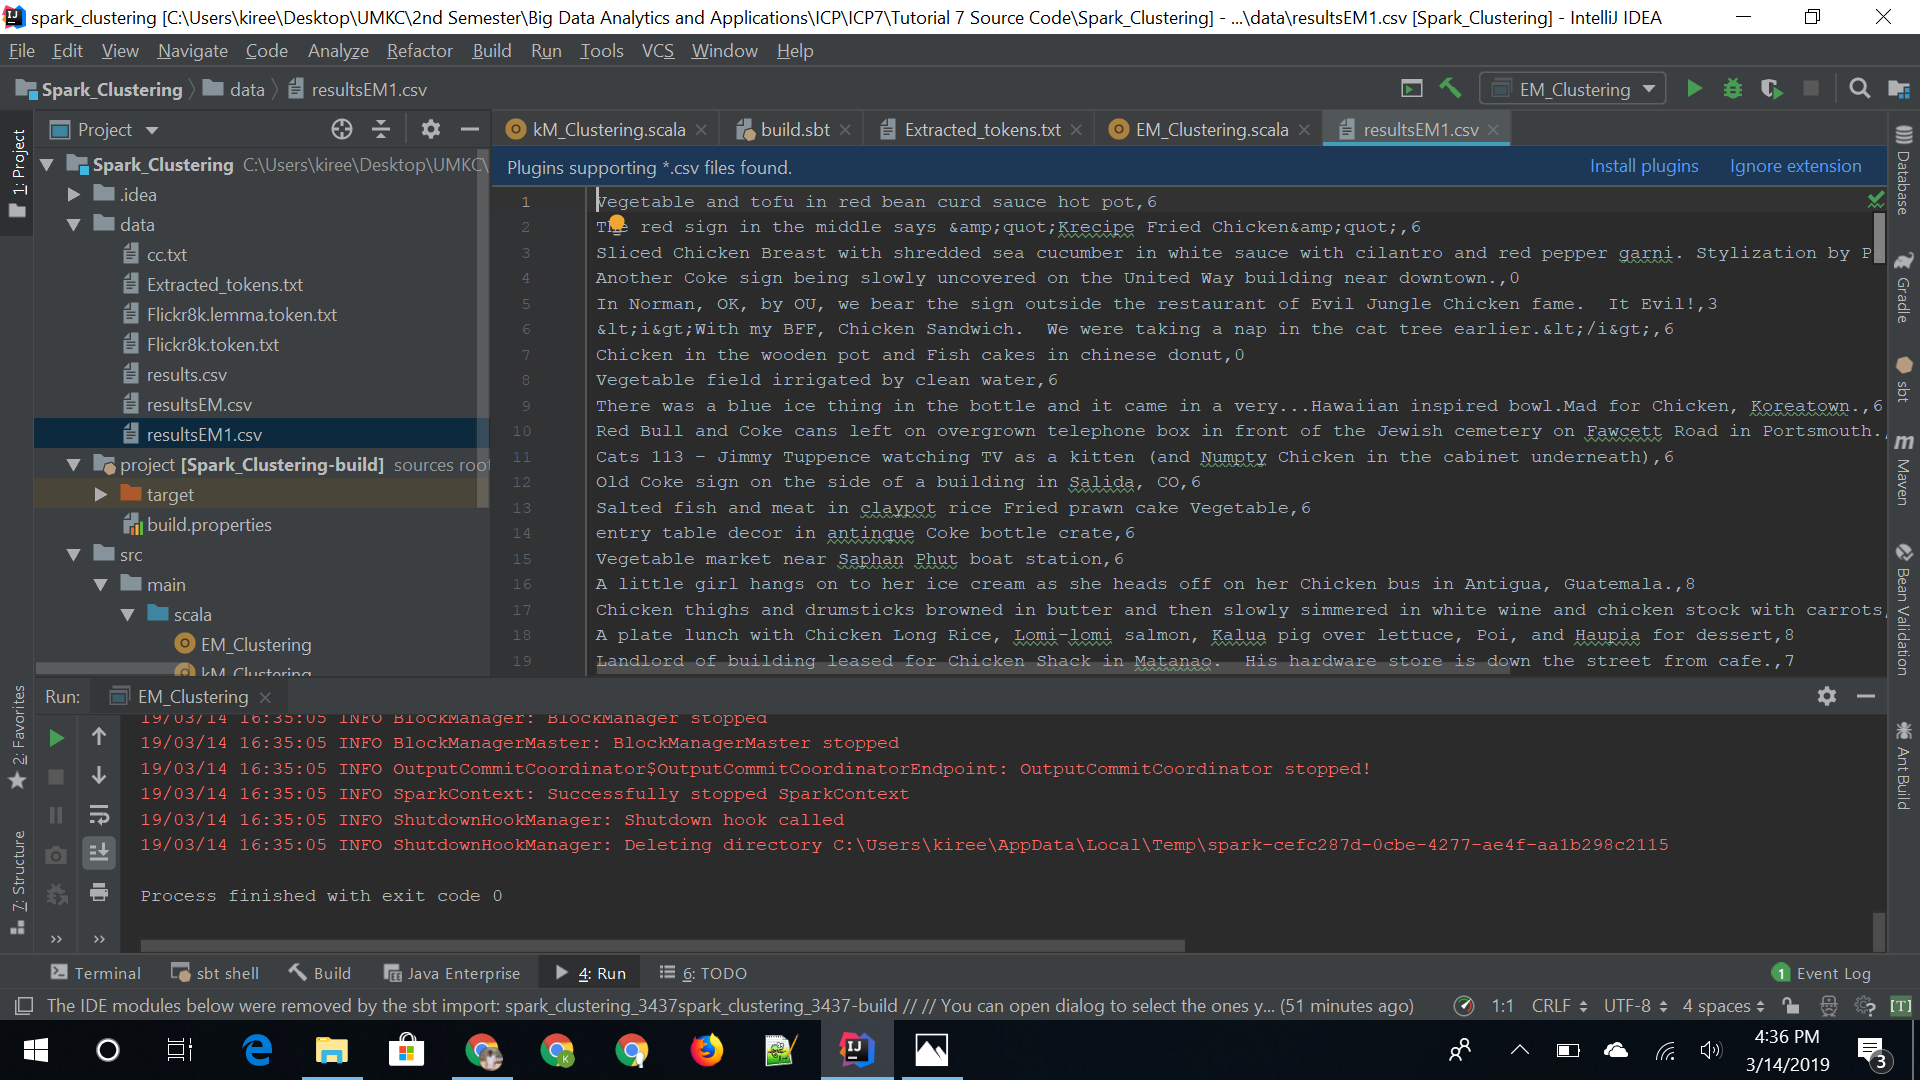 spark_clustering [C:\Users\kiree\Desktop\UMKC\2nd Semester\Big Data Analytics and Applications\ICP\ICP7\Tutorial 7 Source Code\Spark_Clustering] - ...\data\resultsEM1.csv [Spark_Clustering] - IntelliJ IDEA
File Edit View Navigate Code Analyze Refactor Build Run Tools VCS Window Help
Spark_Clustering data resultsEM1.csv EM_Clustering
Project kM_Clustering.scala build.sbt Extracted_tokens.txt EM_Clustering.scala resultsEM1.csv
Plugins supporting *.csv files found. Install plugins Ignore extension
1: Project
Spark_Clustering C:\Users\kiree\Desktop\UMKC\
.idea
data
cc.txt
Extracted_tokens.txt
Flickr8k.lemma.token.txt
Flickr8k.token.txt
results.csv
resultsEM.csv
resultsEM1.csv
project [Spark_Clustering-build] sources root
target
build.properties
src
main
scala
EM_Clustering
kM_Clustering
1 Vegetable and tofu in red bean curd sauce hot pot,6
2 The red sign in the middle says &amp;quot;Krecipe Fried Chicken&amp;quot;,6
3 Sliced Chicken Breast with shredded sea cucumber in white sauce with cilantro and red pepper garni. Stylization by P
4 Another Coke sign being slowly uncovered on the United Way building near downtown.,0
5 In Norman, OK, by OU, we bear the sign outside the restaurant of Evil Jungle Chicken fame.  It Evil!,3
6 &lt;i&gt;With my BFF, Chicken Sandwich.  We were taking a nap in the cat tree earlier.&lt;/i&gt;,6
7 Chicken in the wooden pot and Fish cakes in chinese donut,0
8 Vegetable field irrigated by clean water,6
9 There was a blue ice thing in the bottle and it came in a very...Hawaiian inspired bowl.Mad for Chicken, Koreatown.,6
10 Red Bull and Coke cans left on overgrown telephone box in front of the Jewish cemetery on Fawcett Road in Portsmouth.,
11 Cats 113 - Jimmy Tuppence watching TV as a kitten (and Numpty Chicken in the cabinet underneath),6
12 Old Coke sign on the side of a building in Salida, CO,6
13 Salted fish and meat in claypot rice Fried prawn cake Vegetable,6
14 entry table decor in antinque Coke bottle crate,6
15 Vegetable market near Saphan Phut boat station,6
16 A little girl hangs on to her ice cream as she heads off on her Chicken bus in Antigua, Guatemala.,8
17 Chicken thighs and drumsticks browned in butter and then slowly simmered in white wine and chicken stock with carrots,
18 A plate lunch with Chicken Long Rice, Lomi-lomi salmon, Kalua pig over lettuce, Poi, and Haupia for dessert,8
19 Landlord of building leased for Chicken Shack in Matanao.  His hardware store is down the street from cafe.,7
Database
Gradle
sbt
Maven
Bean Validation
Ant Build
2: Favorites
7: Structure
Run: EM_Clustering
19/03/14 16:35:05 INFO BlockManager: BlockManager stopped
19/03/14 16:35:05 INFO BlockManagerMaster: BlockManagerMaster stopped
19/03/14 16:35:05 INFO OutputCommitCoordinator$OutputCommitCoordinatorEndpoint: OutputCommitCoordinator stopped!
19/03/14 16:35:05 INFO SparkContext: Successfully stopped SparkContext
19/03/14 16:35:05 INFO ShutdownHookManager: Shutdown hook called
19/03/14 16:35:05 INFO ShutdownHookManager: Deleting directory C:\Users\kiree\AppData\Local\Temp\spark-cefc287d-0cbe-4277-ae4f-aa1b298c2115
Process finished with exit code 0
Terminal sbt shell Build Java Enterprise 4: Run 6: TODO 1 Event Log
The IDE modules below were removed by the sbt import: spark_clustering_3437spark_clustering_3437-build // // You can open dialog to select the ones y... (51 minutes ago) 1:1 CRLF UTF-8 4 spaces [T]
4:36 PM
3/14/2019
3